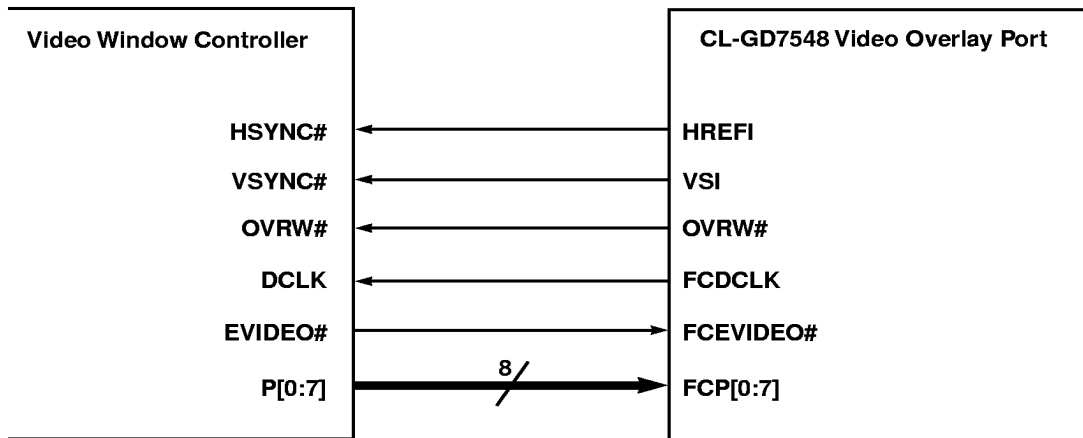 Video Window Controller
CL-GD7548 Video Overlay Port
HSYNC#
HREFI
VSYNC#
VSI
OVRW#
OVRW#
DCLK
FCDCLK
EVIDEO#
FCEVIDEO#
8
P[0:7]
FCP[0:7]